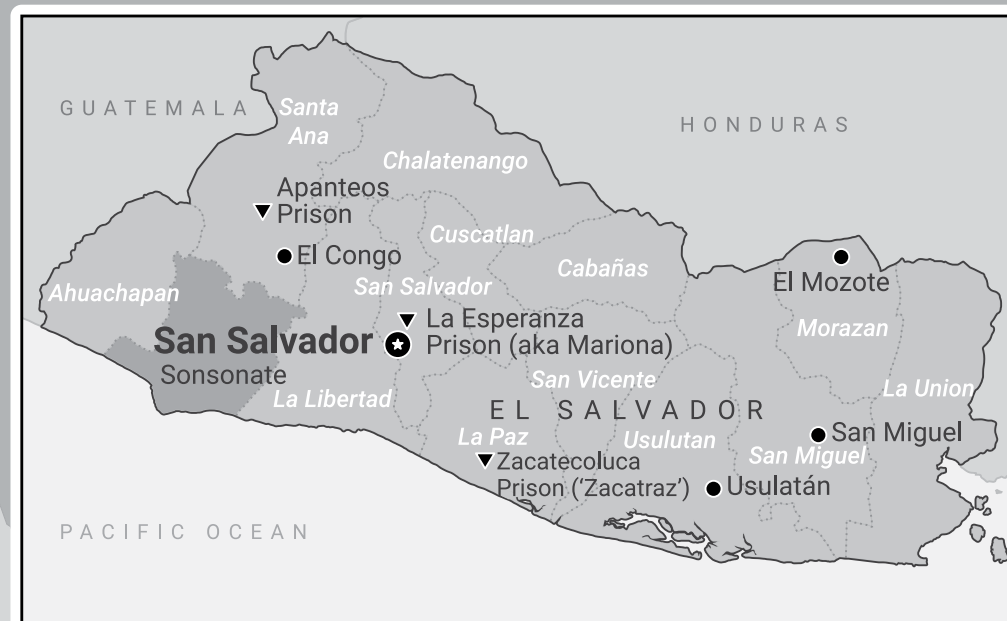 GUATEMALA
Santa
Ana
HONDURAS
Chalatenango
Apanteos
Prison
Cuscatlan
El Congo
Cabañas
El Mozote
Ahuachapan
San Salvador
La Esperanza
Prison (aka Mariona)
Morazan
San Salvador
Sonsonate
San Vicente
La Union
La Libertad
EL SALVADOR
La Paz
Usulutan
San Miguel
San Miguel
Zacatecoluca
Prison (‘Zacatraz’)
Usulatán
PACIFIC OCEAN